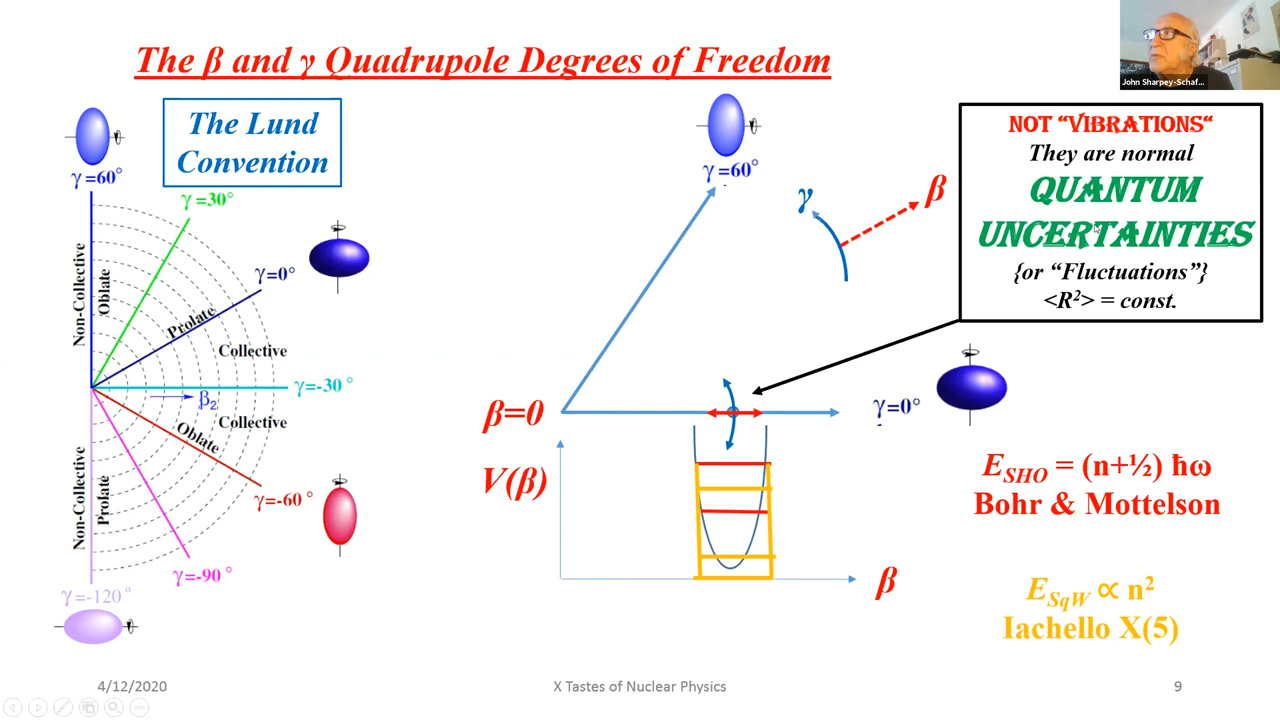 The β and γ Quadrupole Degrees of Freedom
John Sharpey-Schaf...
The Lund
Convention
γ=60°
γ=30°
γ=0°
Non-Collective
Oblate
Prolate
Collective
γ=-30°
β2
Collective
Oblate
Non-Collective
Prolate
γ=-60°
γ=-90°
γ=-120°
γ=60°
γ
β
β=0
γ=0°
V(β)
β
NOT "VIBRATIONS"
They are normal
QUANTUM
UNCERTAINTIES
{or “Fluctuations”}
<R²> = const.
E_SHO = (n+½) ħω
Bohr & Mottelson
E_SqW ∝ n²
Iachello X(5)
4/12/2020
X Tastes of Nuclear Physics
9